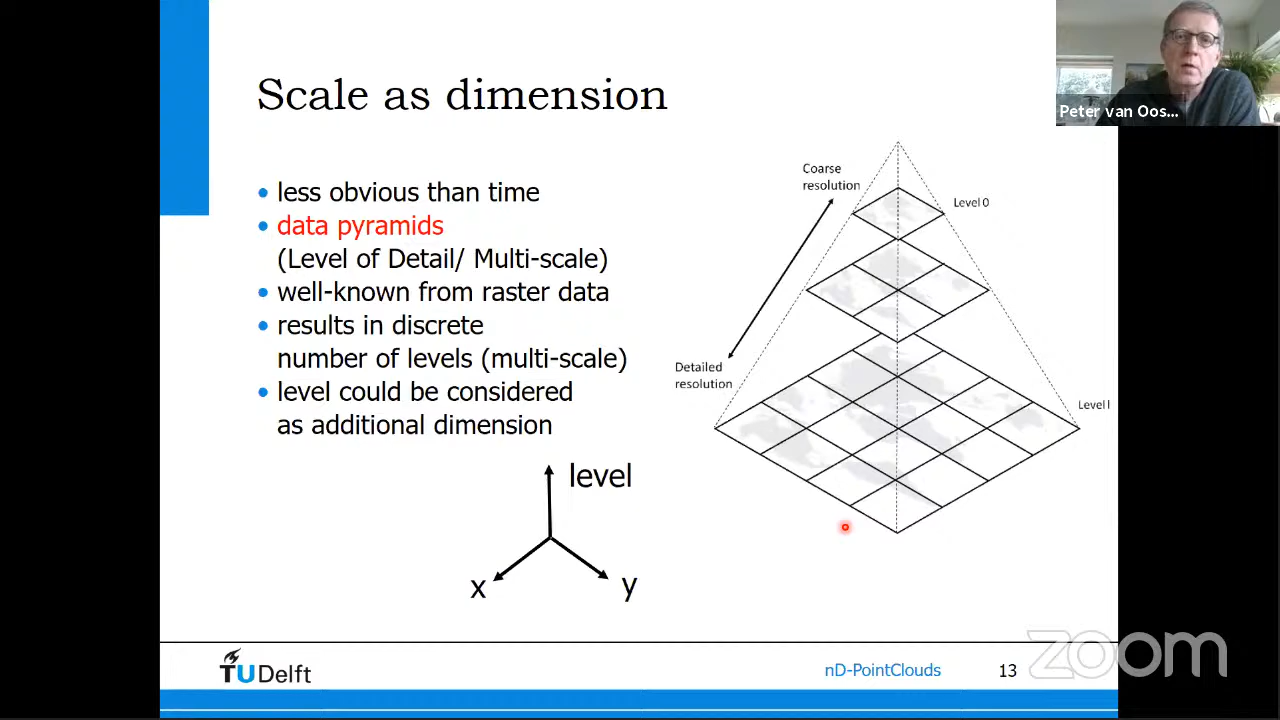 Scale as dimension
Peter van Oos...
less obvious than time
data pyramids
(Level of Detail/ Multi-scale)
well-known from raster data
results in discrete
number of levels (multi-scale)
level could be considered
as additional dimension
level
x
y
Coarse
resolution
Level 0
Detailed
resolution
Level l
TU Delft
nD-PointClouds
13
zoom